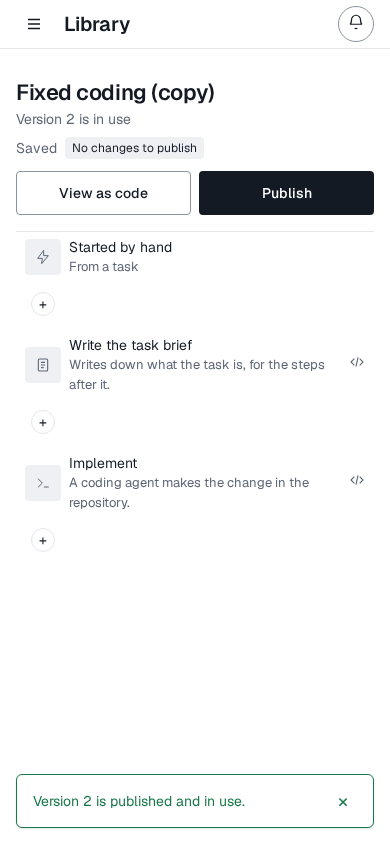 Library
Fixed coding (copy)
Version 2 is in use
Saved No changes to publish
View as code Publish
Started by hand
From a task
Write the task brief
Writes down what the task is, for the steps
after it.
Implement
A coding agent makes the change in the
repository.
Version 2 is published and in use.